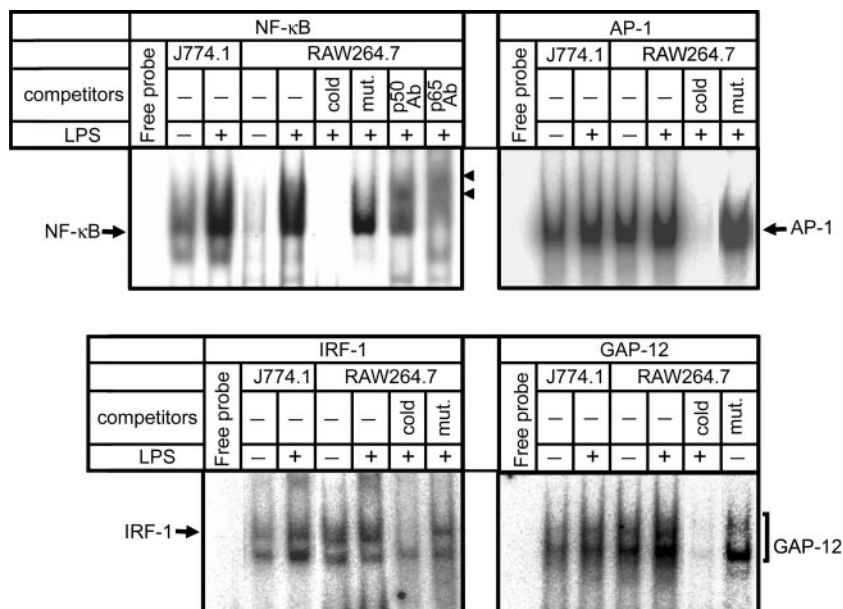 NF-κB AP-1
Free probe J774.1 RAW264.7 Free probe J774.1 RAW264.7
competitors – – – – cold mut. p50 Ab p65 Ab – – – – cold mut.
LPS – + – + + + + + – + – + + +
NF-κB AP-1
IRF-1 GAP-12
Free probe J774.1 RAW264.7 Free probe J774.1 RAW264.7
competitors – – – – cold mut. – – – – cold mut.
LPS – + – + + + – + – + + –
IRF-1 GAP-12